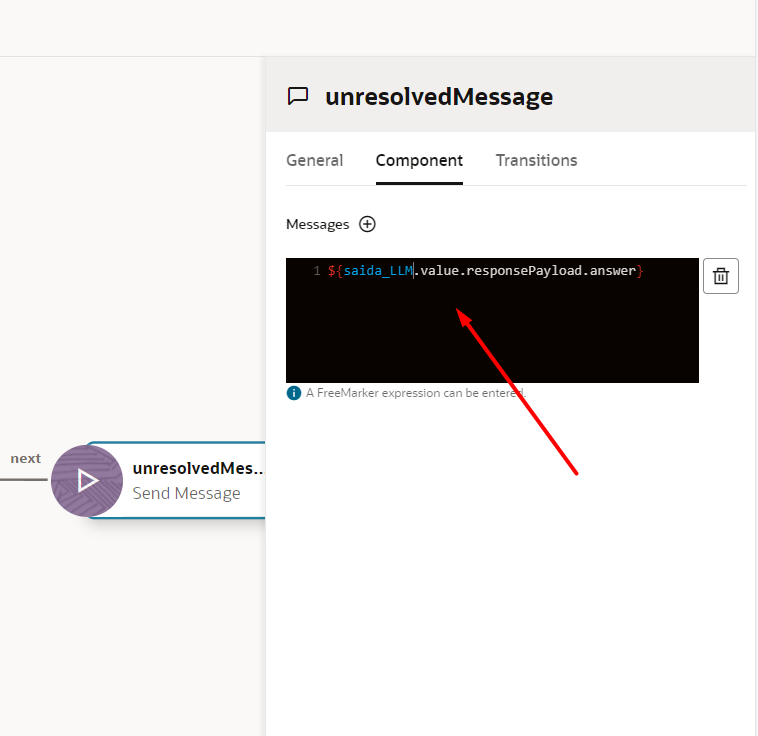 unresolvedMessage
General Component Transitions
Messages
1 ${saida_LLM.value.responsePayload.answer}
A FreeMarker expression can be entered.
next
unresolvedMes...
Send Message